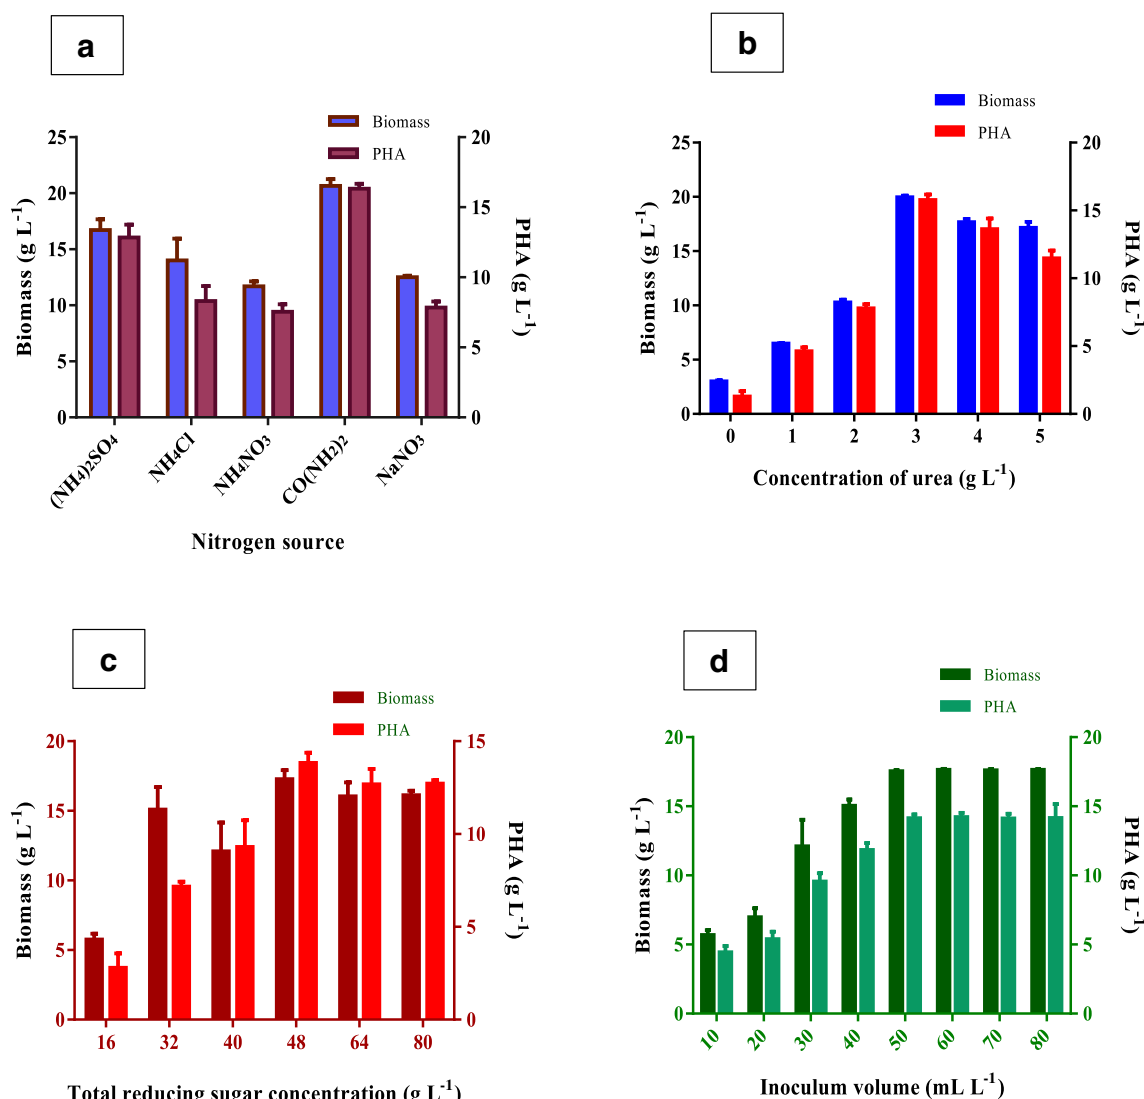 a
Biomass
PHA
25
20
15
10
5
0
20
15
10
5
0
Biomass (g L-1)
PHA (g L-1)
(NH4)2SO4
NH4Cl
NH4NO3
CO(NH2)2
NaNO3
Nitrogen source
b
Biomass
PHA
25
20
15
10
5
0
20
15
10
5
0
Biomass (g L-1)
PHA (g L-1)
0 1 2 3 4 5
Concentration of urea (g L-1)
c
Biomass
PHA
20
15
10
5
0
15
10
5
0
Biomass (g L-1)
PHA (g L-1)
16 32 40 48 64 80
Total reducing sugar concentration (g L-1)
d
Biomass
PHA
20
15
10
5
0
20
15
10
5
0
Biomass (g L-1)
PHA (g L-1)
10 20 30 40 50 60 70 80
Inoculum volume (mL L-1)